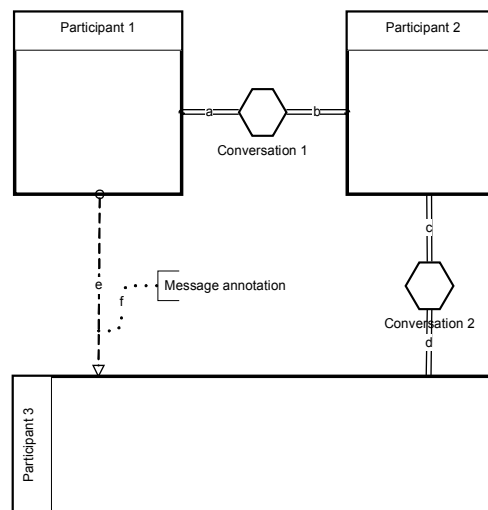 Participant 1
Participant 2
a
b
Conversation 1
c
e
f
Message annotation
Conversation 2
d
Participant 3